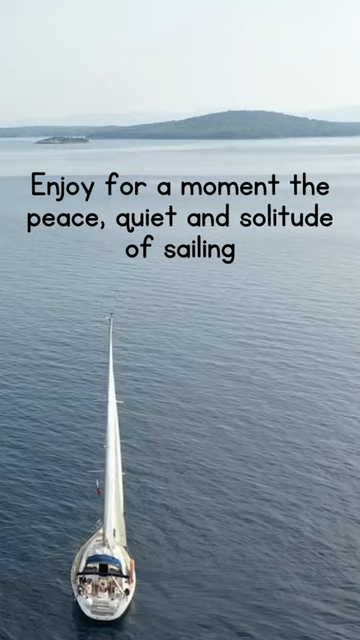 Enjoy for a moment the
peace, quiet and solitude
of sailing